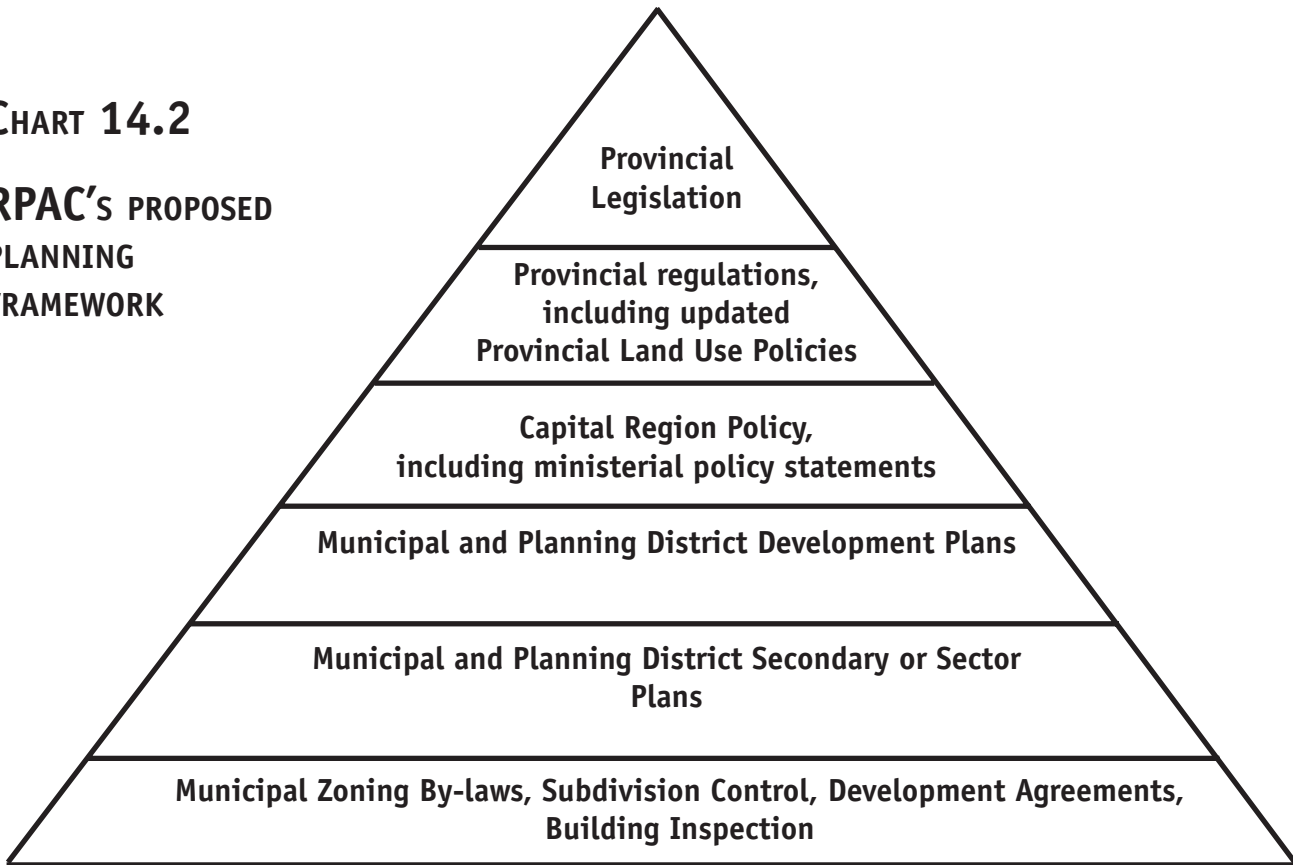 CHART 14.2
RPAC'S PROPOSED
PLANNING
FRAMEWORK
Provincial
Legislation
Provincial regulations,
including updated
Provincial Land Use Policies
Capital Region Policy,
including ministerial policy statements
Municipal and Planning District Development Plans
Municipal and Planning District Secondary or Sector
Plans
Municipal Zoning By-laws, Subdivision Control, Development Agreements,
Building Inspection